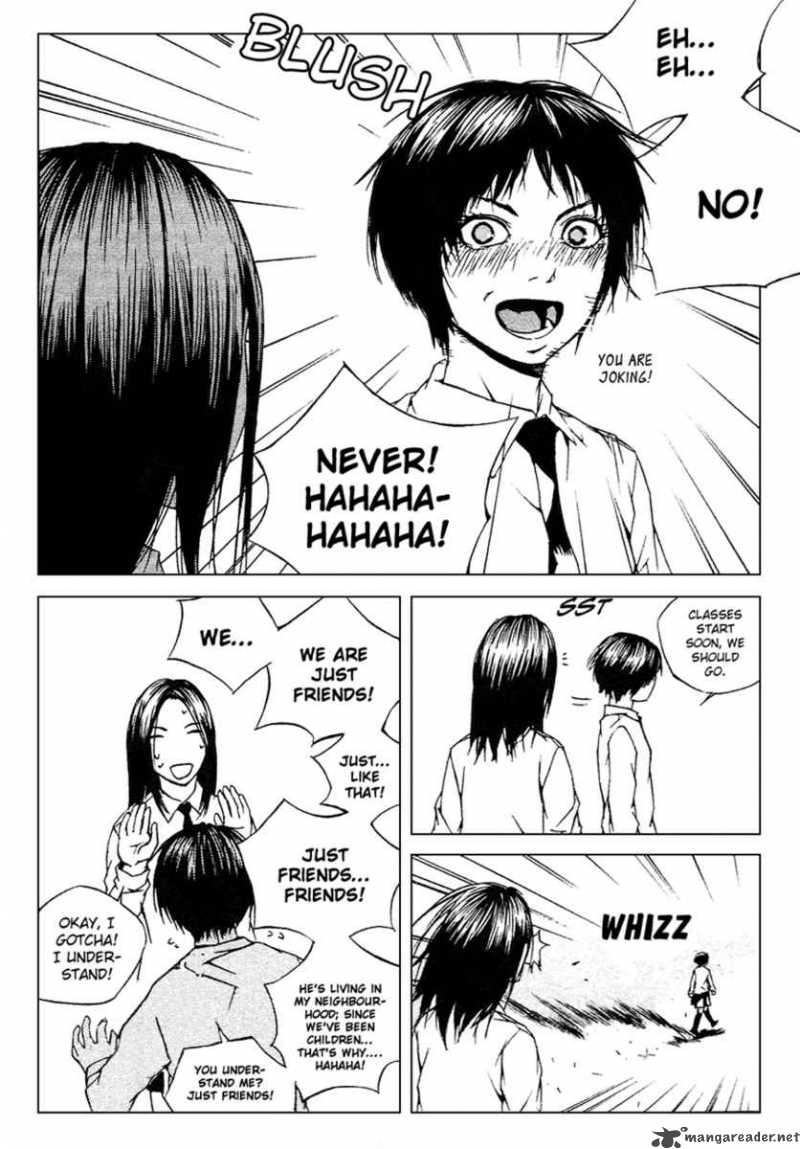 BLUSH
EH...
EH...
NO!
YOU ARE
JOKING!
NEVER!
HAHAHA-
HAHAHA!
WE...
WE ARE
JUST
FRIENDS!
JUST...
LIKE
THAT!
JUST
FRIENDS...
FRIENDS!
OKAY, I
GOTCHA!
I UNDER-
STAND!
HE'S LIVING IN
MY NEIGHBOUR-
HOOD; SINCE
WE'VE BEEN
CHILDREN...
THAT'S WHY....
HAHAHA!
YOU UNDER-
STAND ME?
JUST FRIENDS!
SST
CLASSES
START
SOON, WE
SHOULD
GO.
WHIZZ
mangareader.net